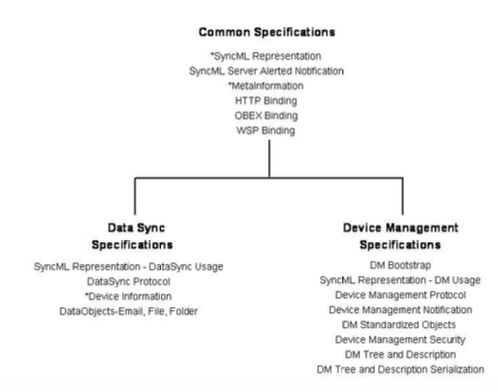 Common Specifications
*SyncML Representation
SyncML Server Alerted Notification
*MetaInformation
HTTP Binding
OBEX Binding
WSP Binding
Data Sync
Specifications
SyncML Representation - DataSync Usage
DataSync Protocol
*Device Information
DataObjects-Email, File, Folder
Device Management
Specifications
DM Bootstrap
SyncML Representation - DM Usage
Device Management Protocol
Device Management Notification
DM Standardized Objects
Device Management Security
DM Tree and Description
DM Tree and Description Serialization